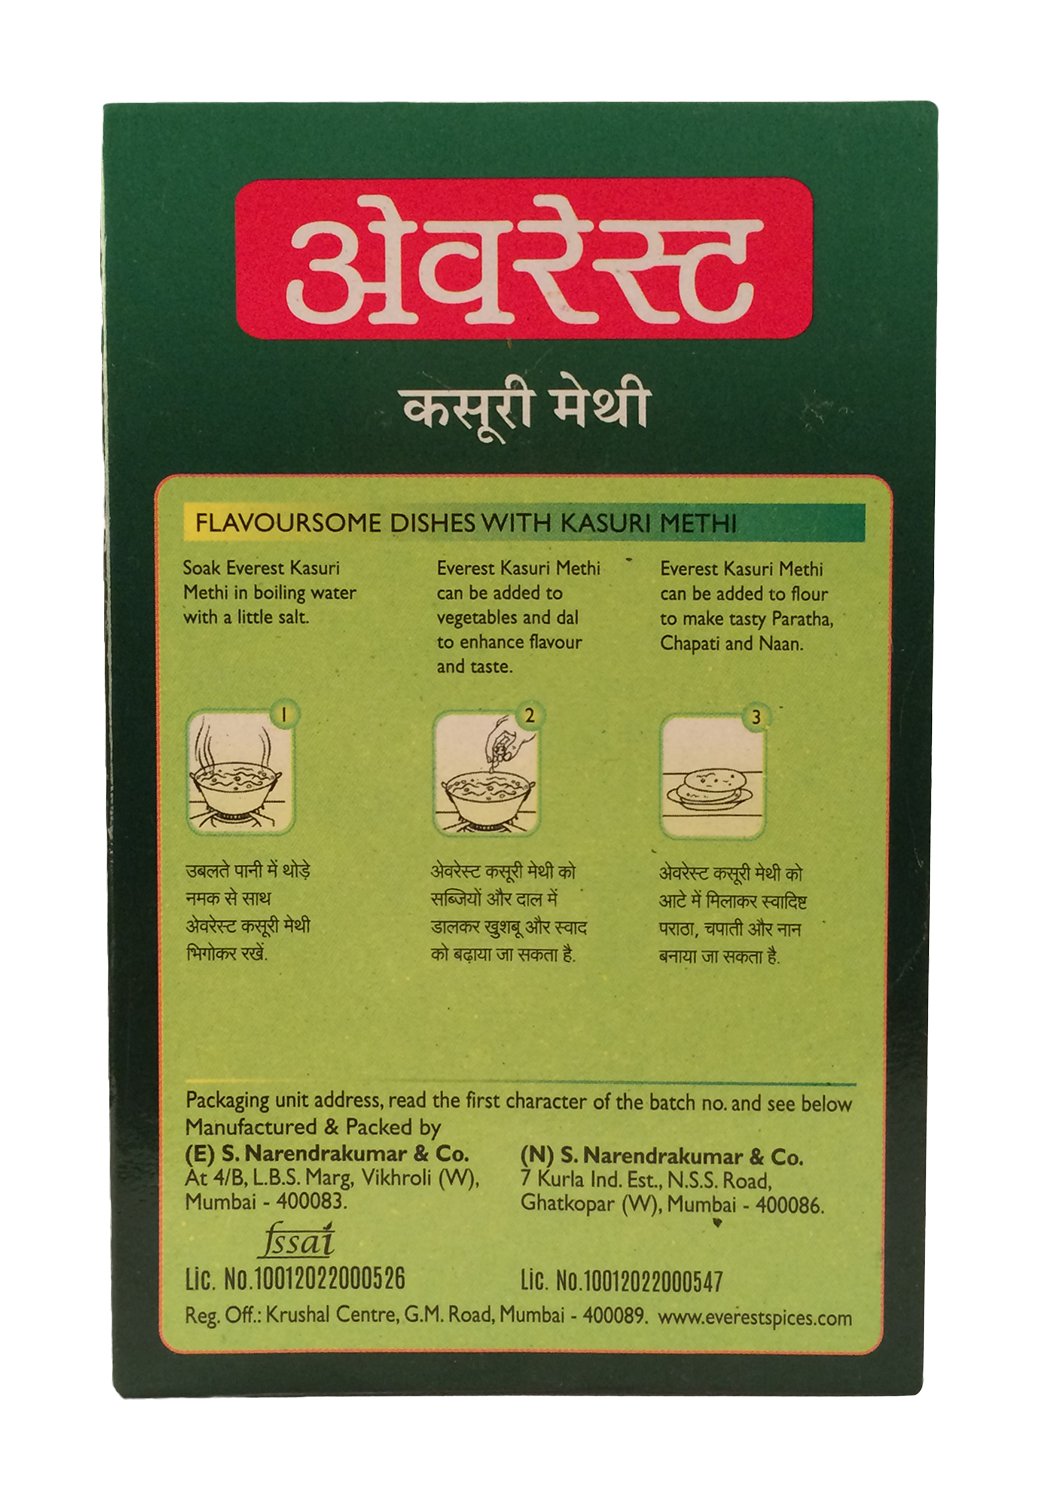 अेवरेस्ट
कसूरी मेथी
FLAVOURSOME DISHES WITH KASURI METHI
Soak Everest Kasuri
Methi in boiling water
with a little salt.
Everest Kasuri Methi
can be added to
vegetables and dal
to enhance flavour
and taste.
Everest Kasuri Methi
can be added to flour
to make tasty Paratha,
Chapati and Naan.
1
2
3
उबलते पानी में थोड़े
नमक से साथ
अेवरेस्ट कसूरी मेथी
भिगोकर रखें.
अेवरेस्ट कसूरी मेथी को
सब्जियों और दाल में
डालकर खुशबू और स्वाद
को बढ़ाया जा सकता है.
अेवरेस्ट कसूरी मेथी को
आटे में मिलाकर स्वादिष्ट
पराठा, चपाती और नान
बनाया जा सकता है.
Packaging unit address, read the first character of the batch no. and see below
Manufactured & Packed by
(E) S. Narendrakumar & Co.
At 4/B, L.B.S. Marg, Vikhroli (W),
Mumbai - 400083.
fssai
Lic. No.10012022000526
(N) S. Narendrakumar & Co.
7 Kurla Ind. Est., N.S.S. Road,
Ghatkopar (W), Mumbai - 400086.
Lic. No.10012022000547
Reg. Off.: Krushal Centre, G.M. Road, Mumbai - 400089. www.everestspices.com